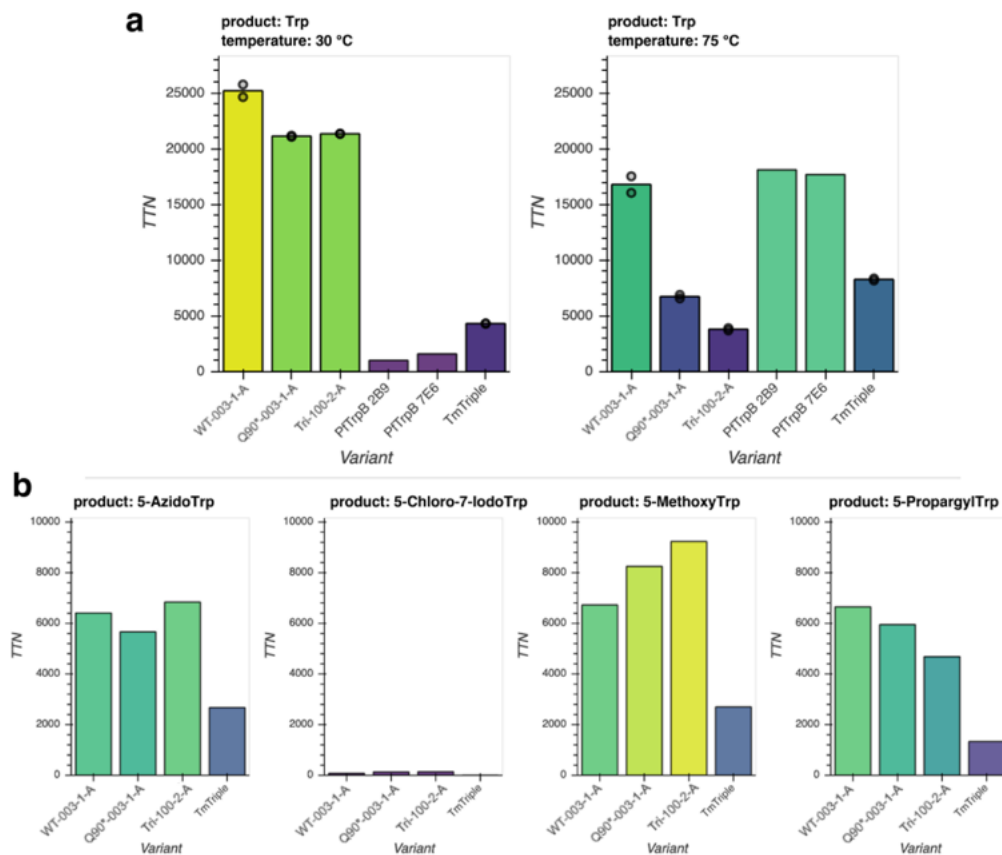 a
product: Trp
temperature: 30 °C
TTN
25000
20000
15000
10000
5000
0
WT-003-1-A
Q90*-003-1-A
Tri-100-2-A
PfTrpB 2B9
PfTrpB 7E6
TmTriple
Variant
product: Trp
temperature: 75 °C
TTN
25000
20000
15000
10000
5000
0
WT-003-1-A
Q90*-003-1-A
Tri-100-2-A
PfTrpB 2B9
PfTrpB 7E6
TmTriple
Variant
b
product: 5-AzidoTrp
TTN
10000
8000
6000
4000
2000
0
WT-003-1-A
Q90*-003-1-A
Tri-100-2-A
TmTriple
Variant
product: 5-Chloro-7-IodoTrp
TTN
10000
8000
6000
4000
2000
0
WT-003-1-A
Q90*-003-1-A
Tri-100-2-A
TmTriple
Variant
product: 5-MethoxyTrp
TTN
10000
8000
6000
4000
2000
0
WT-003-1-A
Q90*-003-1-A
Tri-100-2-A
TmTriple
Variant
product: 5-PropargylTrp
TTN
10000
8000
6000
4000
2000
0
WT-003-1-A
Q90*-003-1-A
Tri-100-2-A
TmTriple
Variant